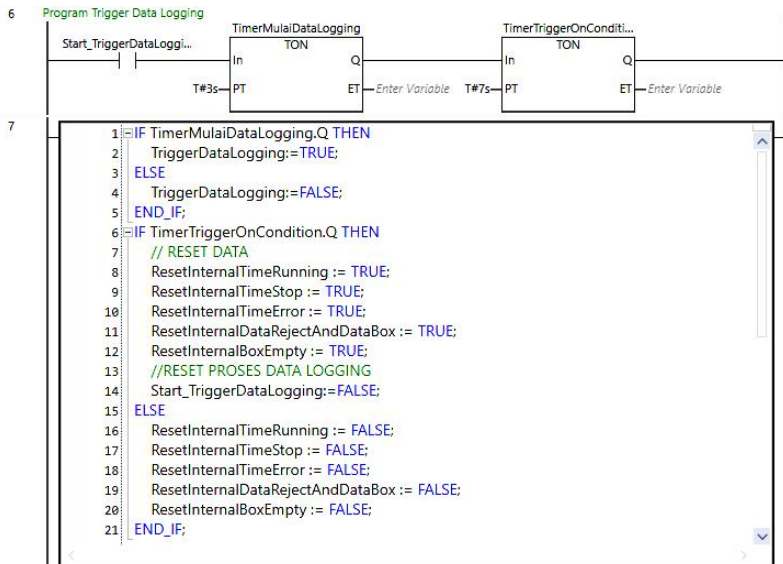 6 Program Trigger Data Logging
TimerMulaiDataLogging TimerTriggerOnConditi...
Start_TriggerDataLoggi... TON TON
In Q In Q
T#3s PT ET Enter Variable T#7s PT ET Enter Variable
7
1 IF TimerMulaiDataLogging.Q THEN
2 TriggerDataLogging:=TRUE;
3 ELSE
4 TriggerDataLogging:=FALSE;
5 END_IF;
6 IF TimerTriggerOnCondition.Q THEN
7 // RESET DATA
8 ResetInternalTimeRunning := TRUE;
9 ResetInternalTimeStop := TRUE;
10 ResetInternalTimeError := TRUE;
11 ResetInternalDataRejectAndDataBox := TRUE;
12 ResetInternalBoxEmpty := TRUE;
13 //RESET PROSES DATA LOGGING
14 Start_TriggerDataLogging:=FALSE;
15 ELSE
16 ResetInternalTimeRunning := FALSE;
17 ResetInternalTimeStop := FALSE;
18 ResetInternalTimeError := FALSE;
19 ResetInternalDataRejectAndDataBox := FALSE;
20 ResetInternalBoxEmpty := FALSE;
21 END_IF;